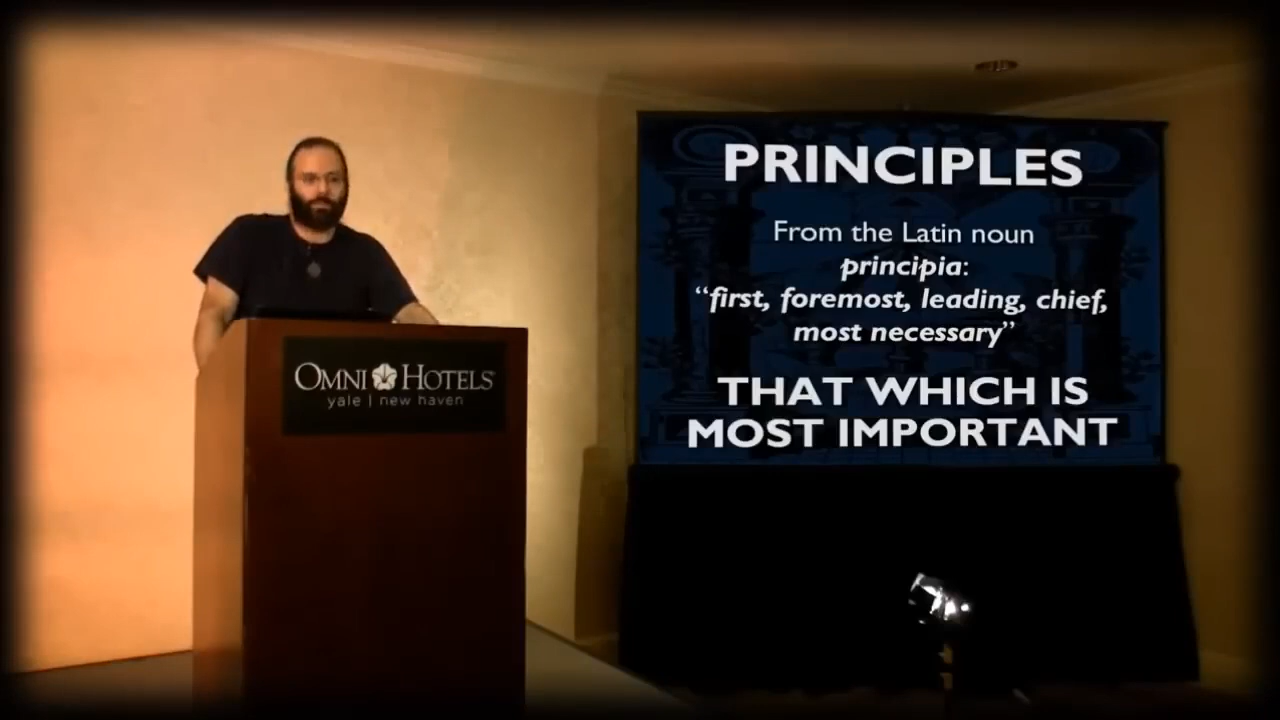 OMNI HOTELS
yale | new haven
PRINCIPLES
From the Latin noun
principia:
“first, foremost, leading, chief,
most necessary”
THAT WHICH IS
MOST IMPORTANT